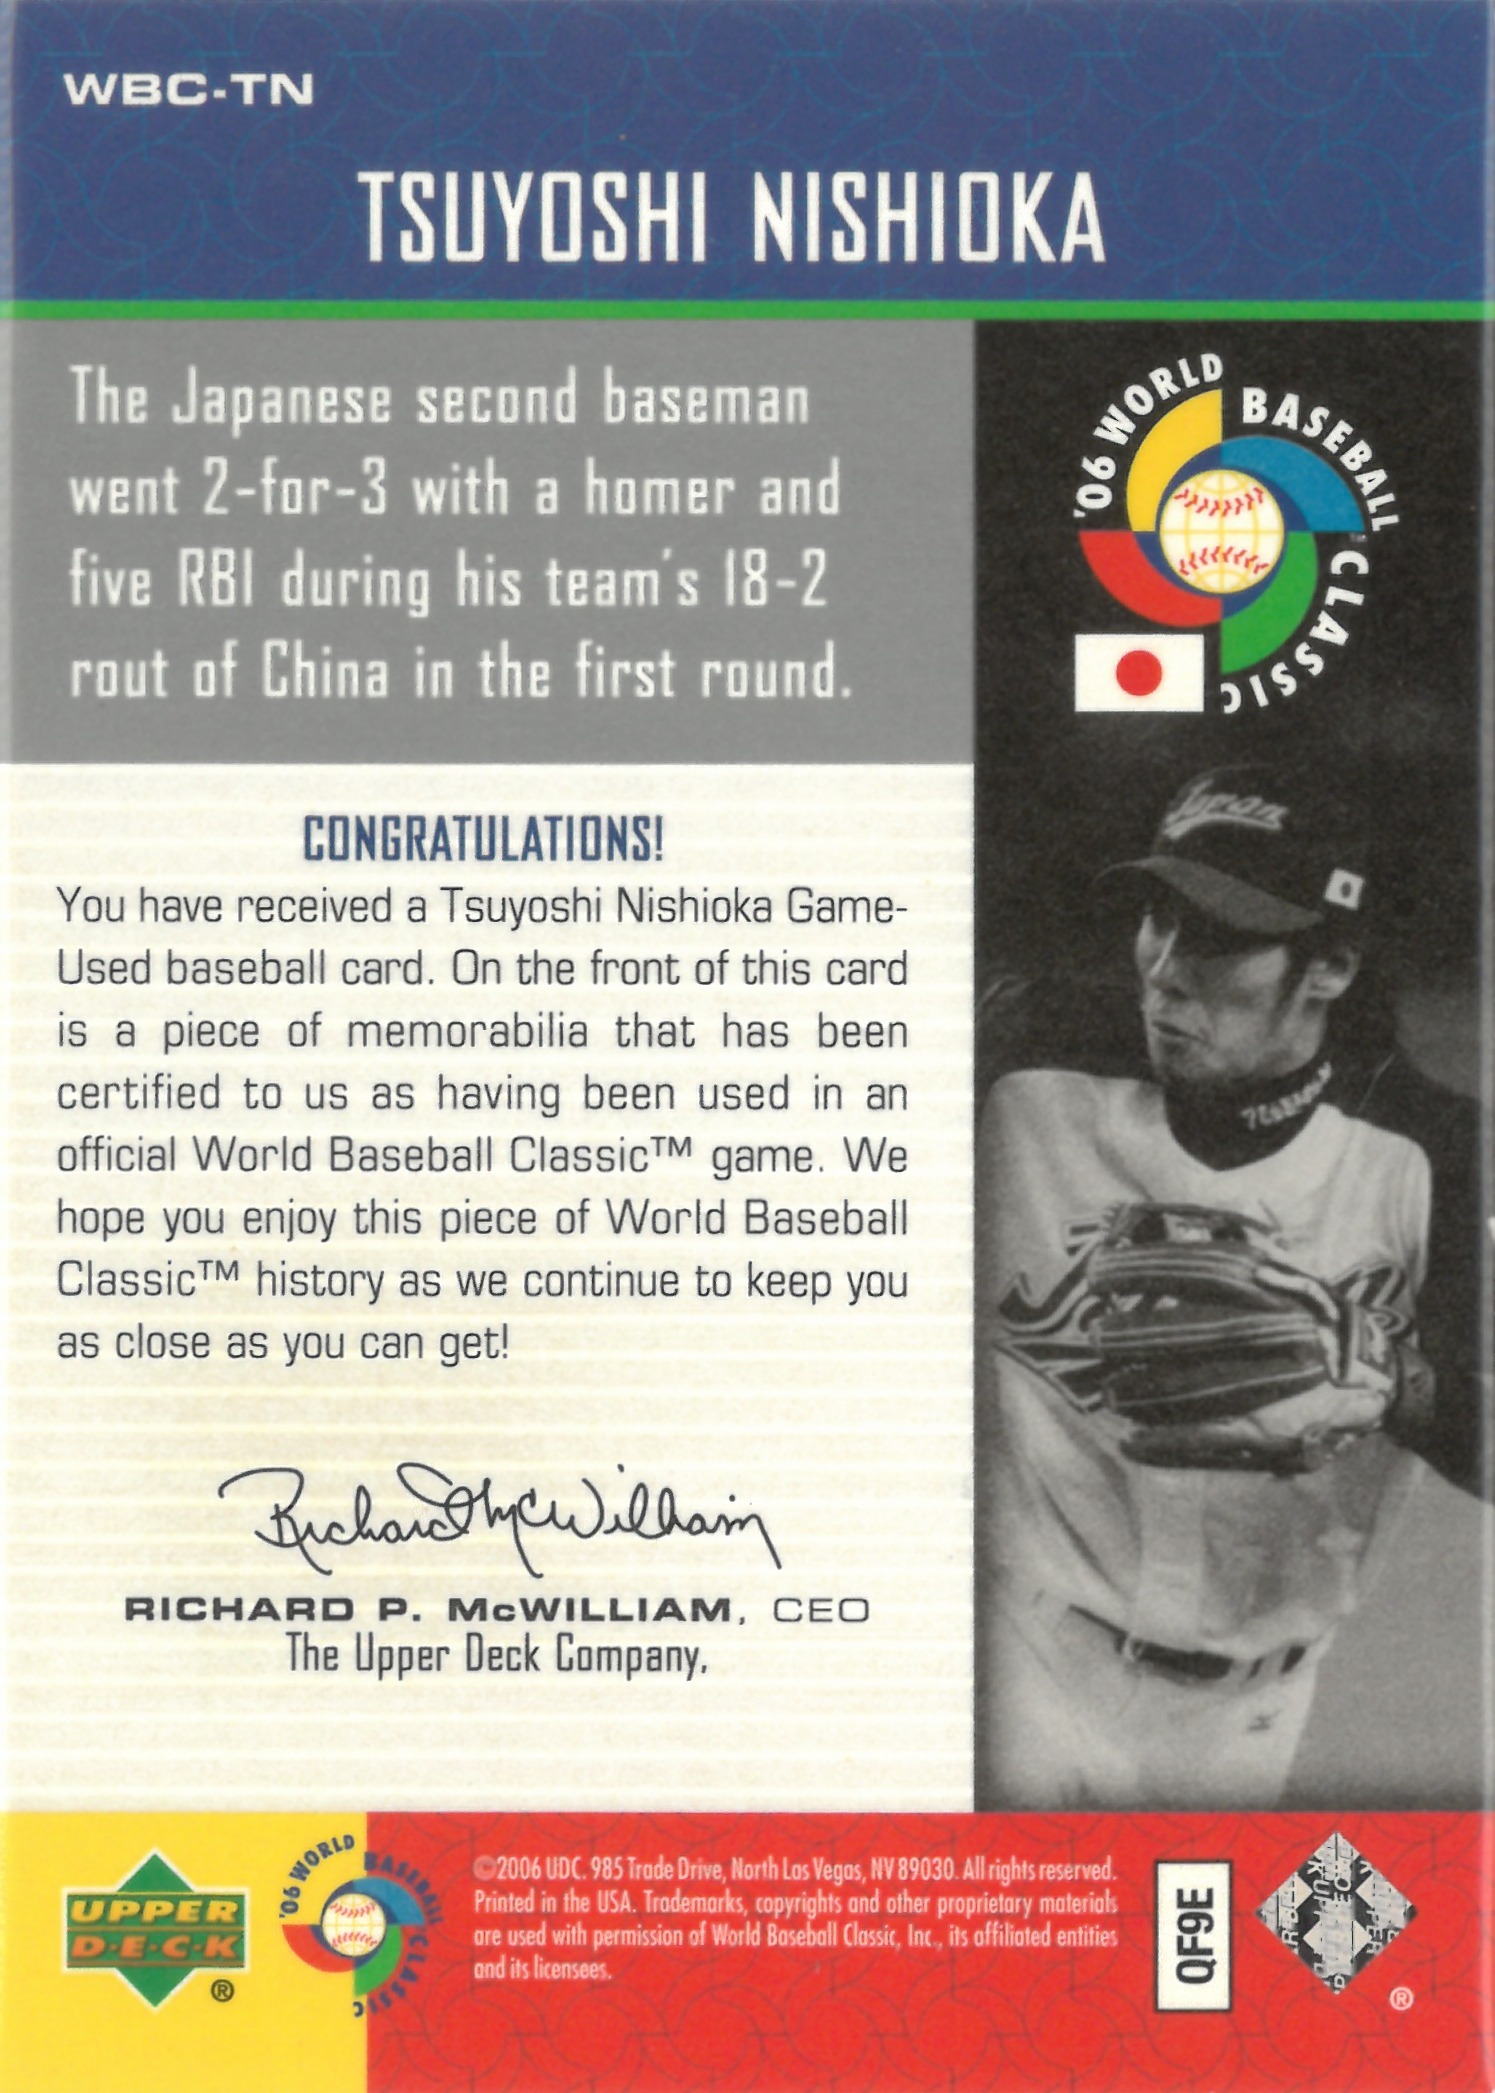 WBC-TN
TSUYOSHI NISHIOKA
The Japanese second baseman
went 2-for-3 with a homer and
five RBI during his team's 18-2
rout of China in the first round.
'06 WORLD BASEBALL CLASSIC
Japan
CONGRATULATIONS!
You have received a Tsuyoshi Nishioka Game-
Used baseball card. On the front of this card
is a piece of memorabilia that has been
certified to us as having been used in an
official World Baseball Classic™ game. We
hope you enjoy this piece of World Baseball
Classic™ history as we continue to keep you
as close as you can get!
Richard McWilliam
RICHARD P. McWILLIAM, CEO
The Upper Deck Company.
UPPER
D·E·C·K
®
'06 WORLD BASEBALL CLASSIC
©2006 UDC. 985 Trade Drive, North Las Vegas, NV 89030. All rights reserved.
Printed in the USA. Trademarks, copyrights and other proprietary materials
are used with permission of World Baseball Classic, Inc., its affiliated entities
and its licensees.
QF9E
®